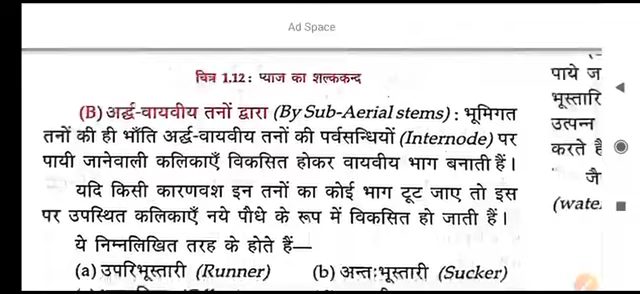 Ad Space
चित्र 1.12 : प्याज का शल्ककन्द
(B) अर्द्ध-वायवीय तनों द्वारा (By Sub-Aerial stems) : भूमिगत
तनों की ही भाँति अर्द्ध-वायवीय तनों की पर्वसन्धियों (Internode) पर
पायी जानेवाली कलिकाएँ विकसित होकर वायवीय भाग बनाती हैं।
यदि किसी कारणवश इन तनों का कोई भाग टूट जाए तो इस
पर उपस्थित कलिकाएँ नये पौधे के रूप में विकसित हो जाती हैं।
ये निम्नलिखित तरह के होते हैं—
(a) उपरिभूस्तारी (Runner) (b) अन्तःभूस्तारी (Sucker)
पाये ज
भूस्तारि
उत्पन्न
करते है
जै
(wate